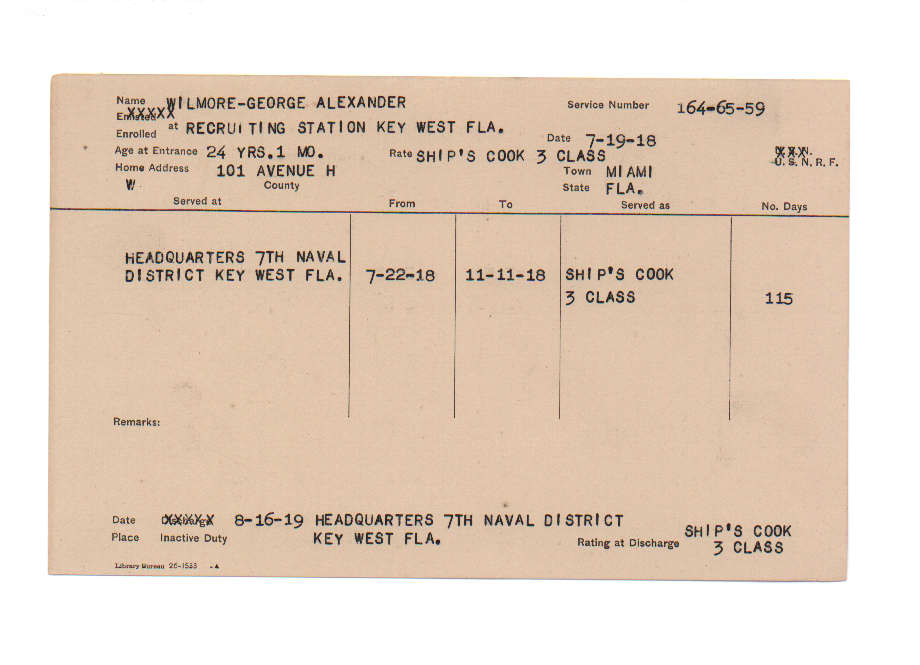 Name WILMORE-GEORGE ALEXANDER Service Number 164-65-59
Enlisted XXXXX
Enrolled at RECRUITING STATION KEY WEST FLA. Date 7-19-18
Age at Entrance 24 YRS.1 MO. Rate SHIP'S COOK 3 CLASS U.S.N.R.F.
Home Address 101 AVENUE H Town MIAMI
W County State FLA.
Served at From To Served as No. Days
HEADQUARTERS 7TH NAVAL
DISTRICT KEY WEST FLA. 7-22-18 11-11-18 SHIP'S COOK
3 CLASS 115
Remarks:
Date Discharge XXXXX 8-16-19 HEADQUARTERS 7TH NAVAL DISTRICT
Place Inactive Duty KEY WEST FLA. Rating at Discharge SHIP'S COOK
3 CLASS
Library Bureau 26-1533